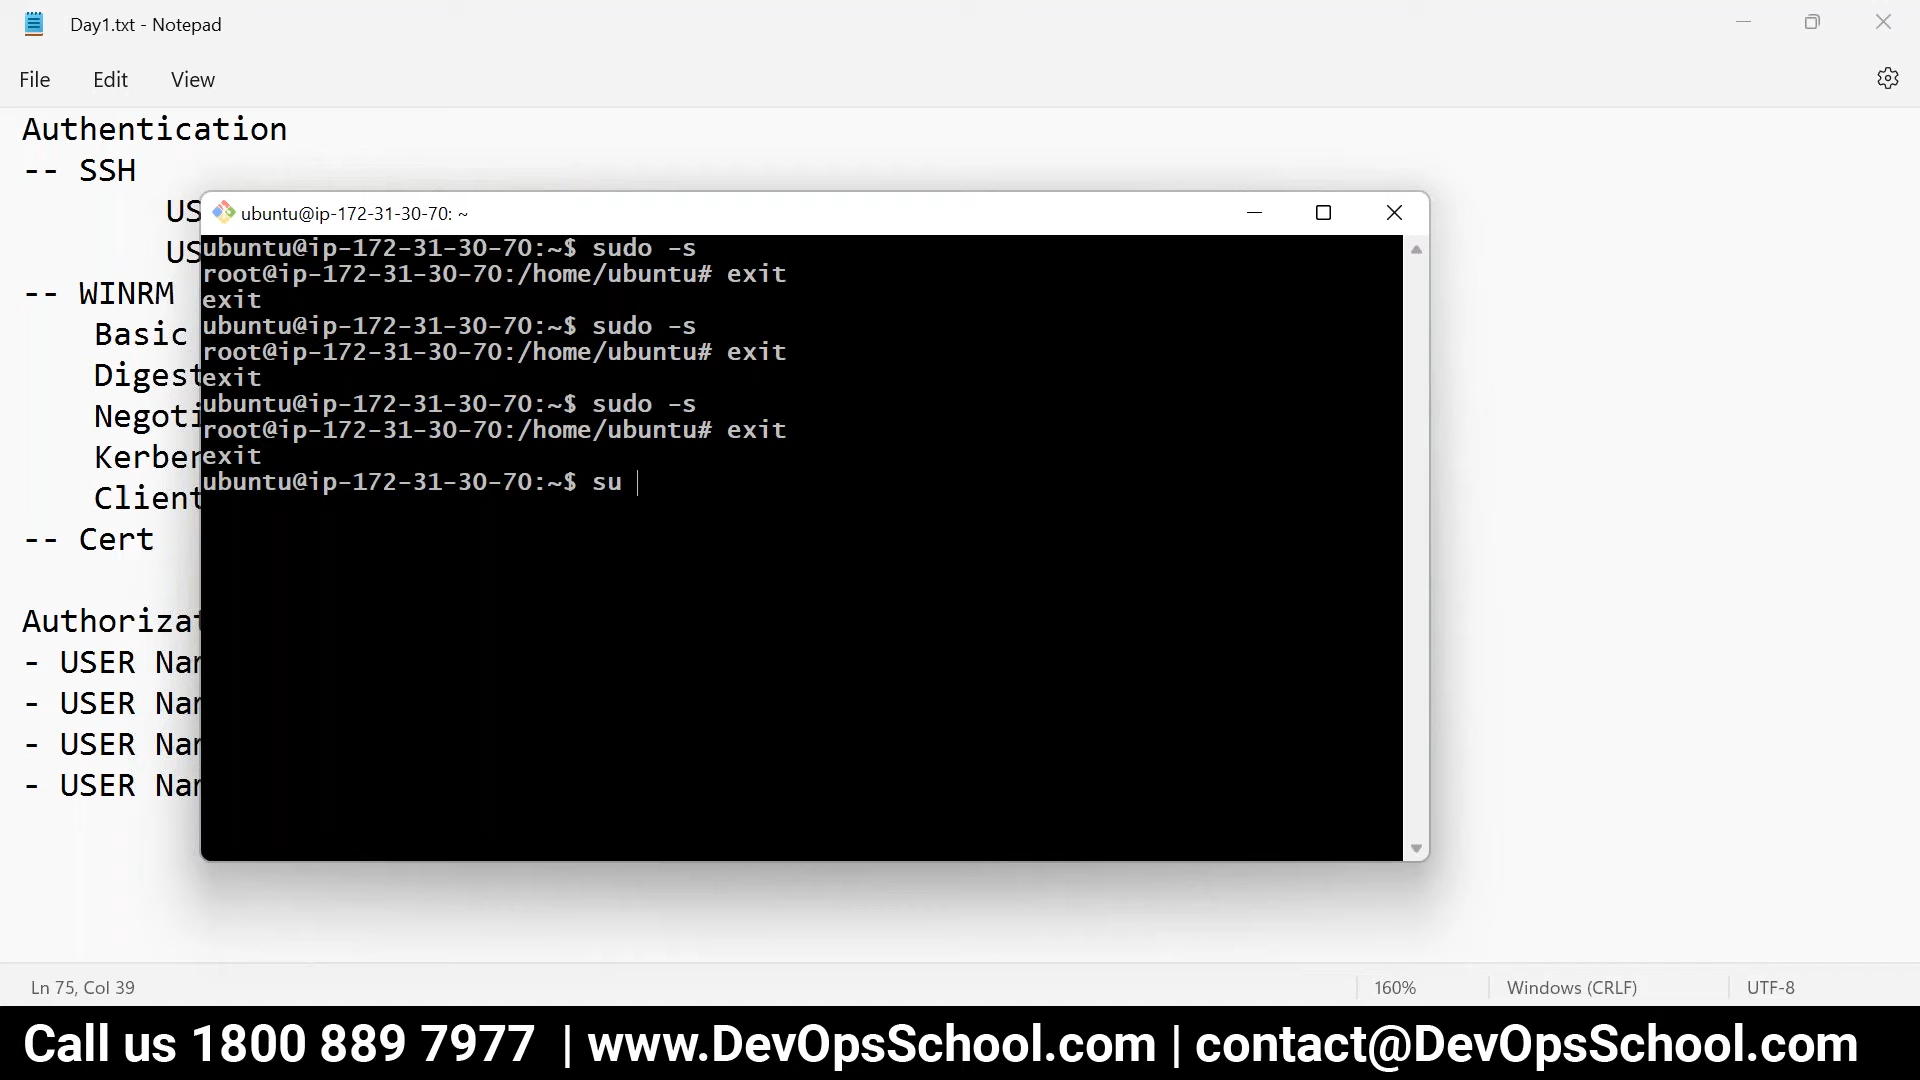 Day1.txt - Notepad
File Edit View
Authentication
-- SSH
US
US
-- WINRM
Basic
Digest
Negoti
Kerber
Client
-- Cert
Authorizat
- USER Nam
- USER Nam
- USER Nam
- USER Nam
ubuntu@ip-172-31-30-70: ~
ubuntu@ip-172-31-30-70:~$ sudo -s
root@ip-172-31-30-70:/home/ubuntu# exit
exit
ubuntu@ip-172-31-30-70:~$ sudo -s
root@ip-172-31-30-70:/home/ubuntu# exit
exit
ubuntu@ip-172-31-30-70:~$ sudo -s
root@ip-172-31-30-70:/home/ubuntu# exit
exit
ubuntu@ip-172-31-30-70:~$ su
Ln 75, Col 39 160% Windows (CRLF) UTF-8
Call us 1800 889 7977 | www.DevOpsSchool.com | contact@DevOpsSchool.com